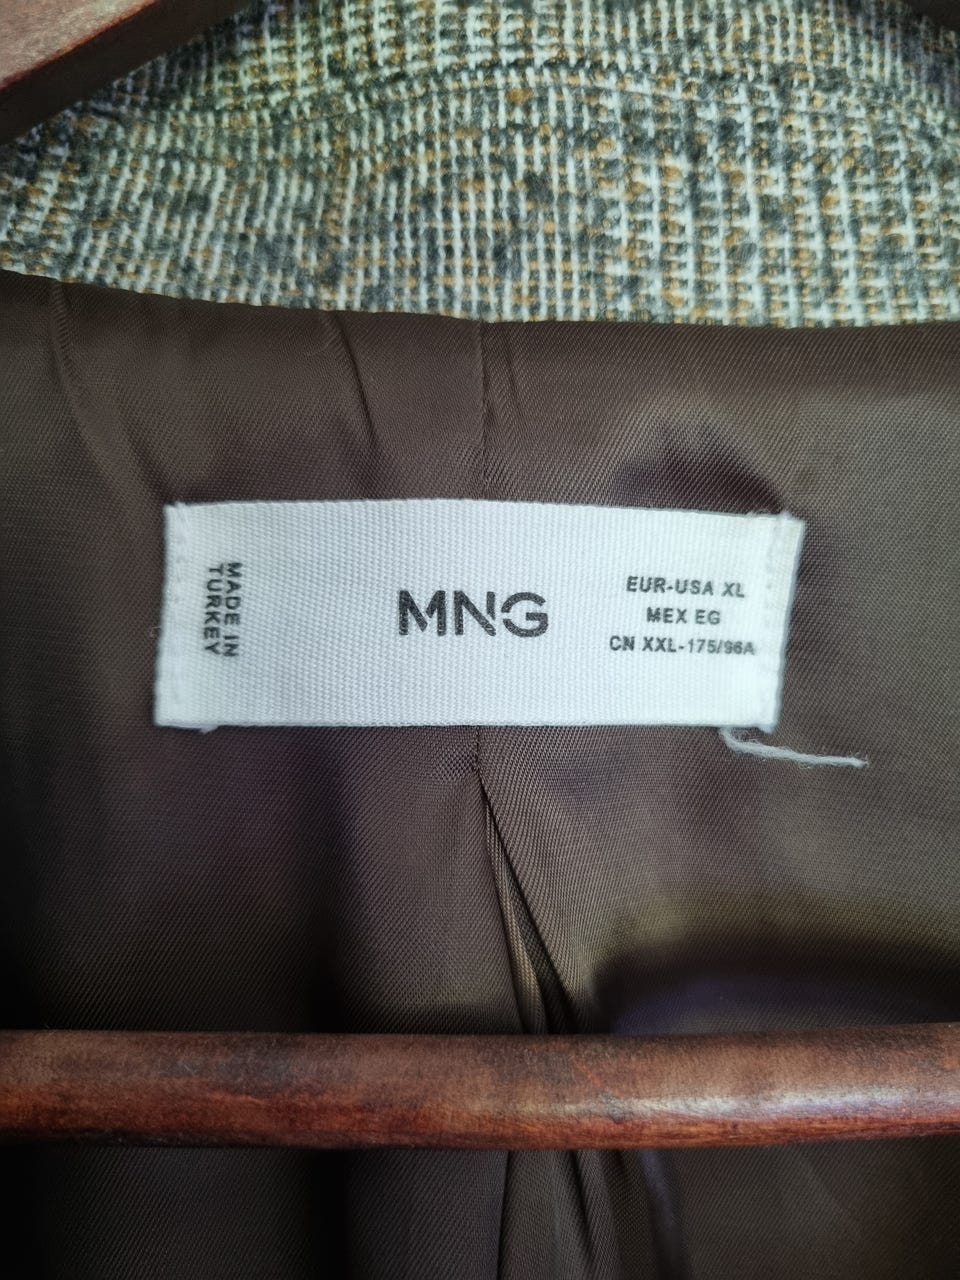 MADE IN
TURKEY
MNG
EUR-USA XL
MEX EG
CN XXL-175/96A